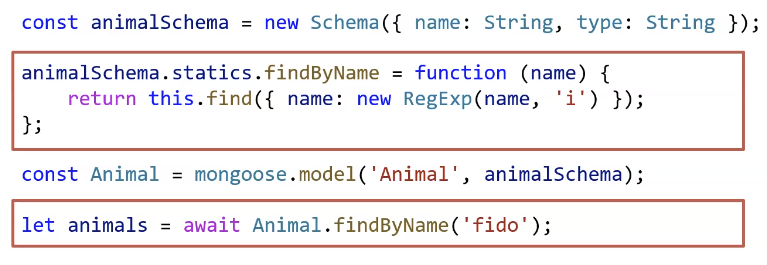 const animalSchema = new Schema({ name: String, type: String });
animalSchema.statics.findByName = function (name) {
    return this.find({ name: new RegExp(name, 'i') });
};
const Animal = mongoose.model('Animal', animalSchema);
let animals = await Animal.findByName('fido');